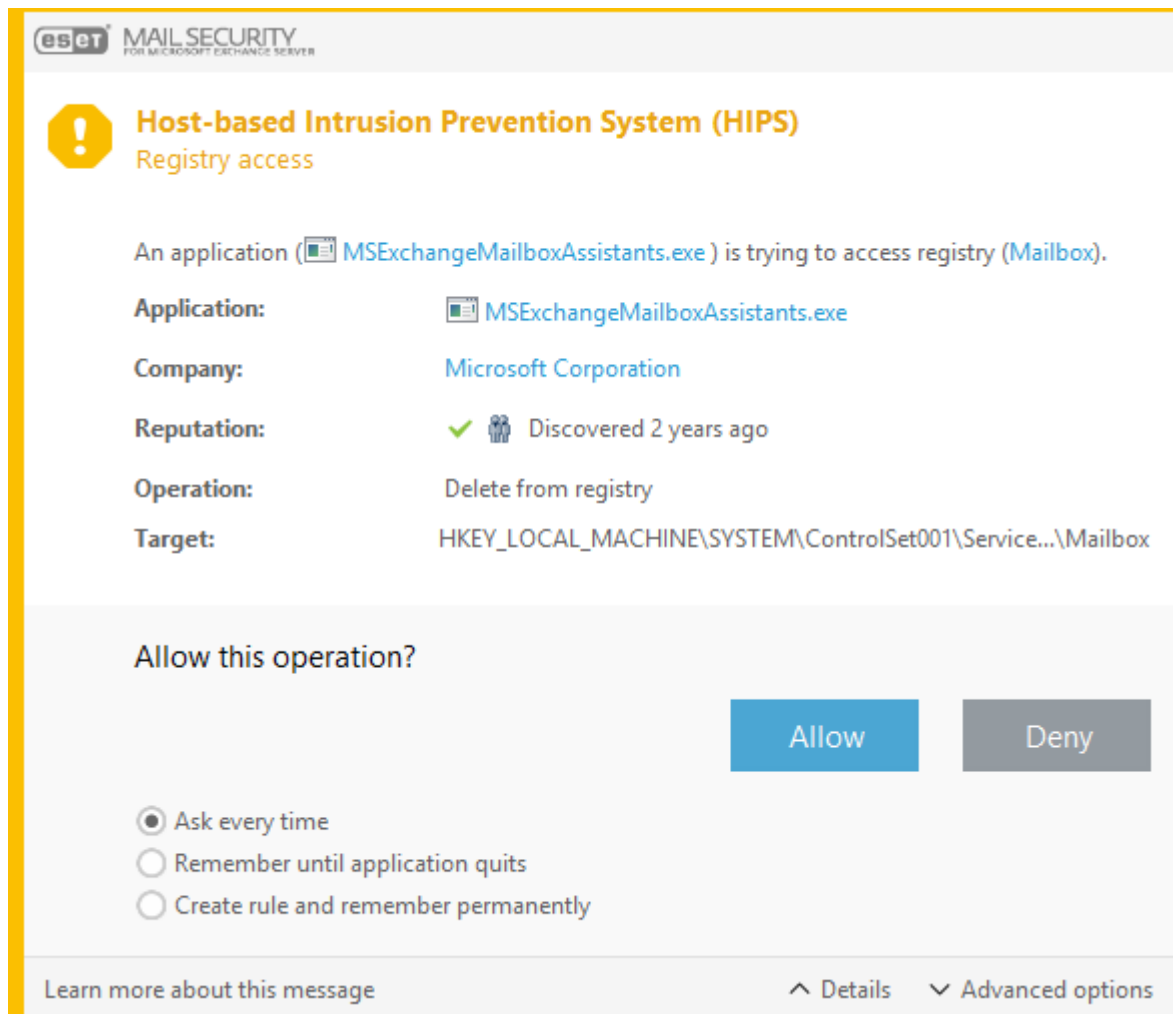 eseT MAIL SECURITY
FOR MICROSOFT EXCHANGE SERVER
Host-based Intrusion Prevention System (HIPS)
Registry access
An application ( MSExchangeMailboxAssistants.exe ) is trying to access registry (Mailbox).
Application: MSExchangeMailboxAssistants.exe
Company: Microsoft Corporation
Reputation: Discovered 2 years ago
Operation: Delete from registry
Target: HKEY_LOCAL_MACHINE\SYSTEM\ControlSet001\Service...\Mailbox
Allow this operation?
Allow Deny
Ask every time
Remember until application quits
Create rule and remember permanently
Learn more about this message Details Advanced options